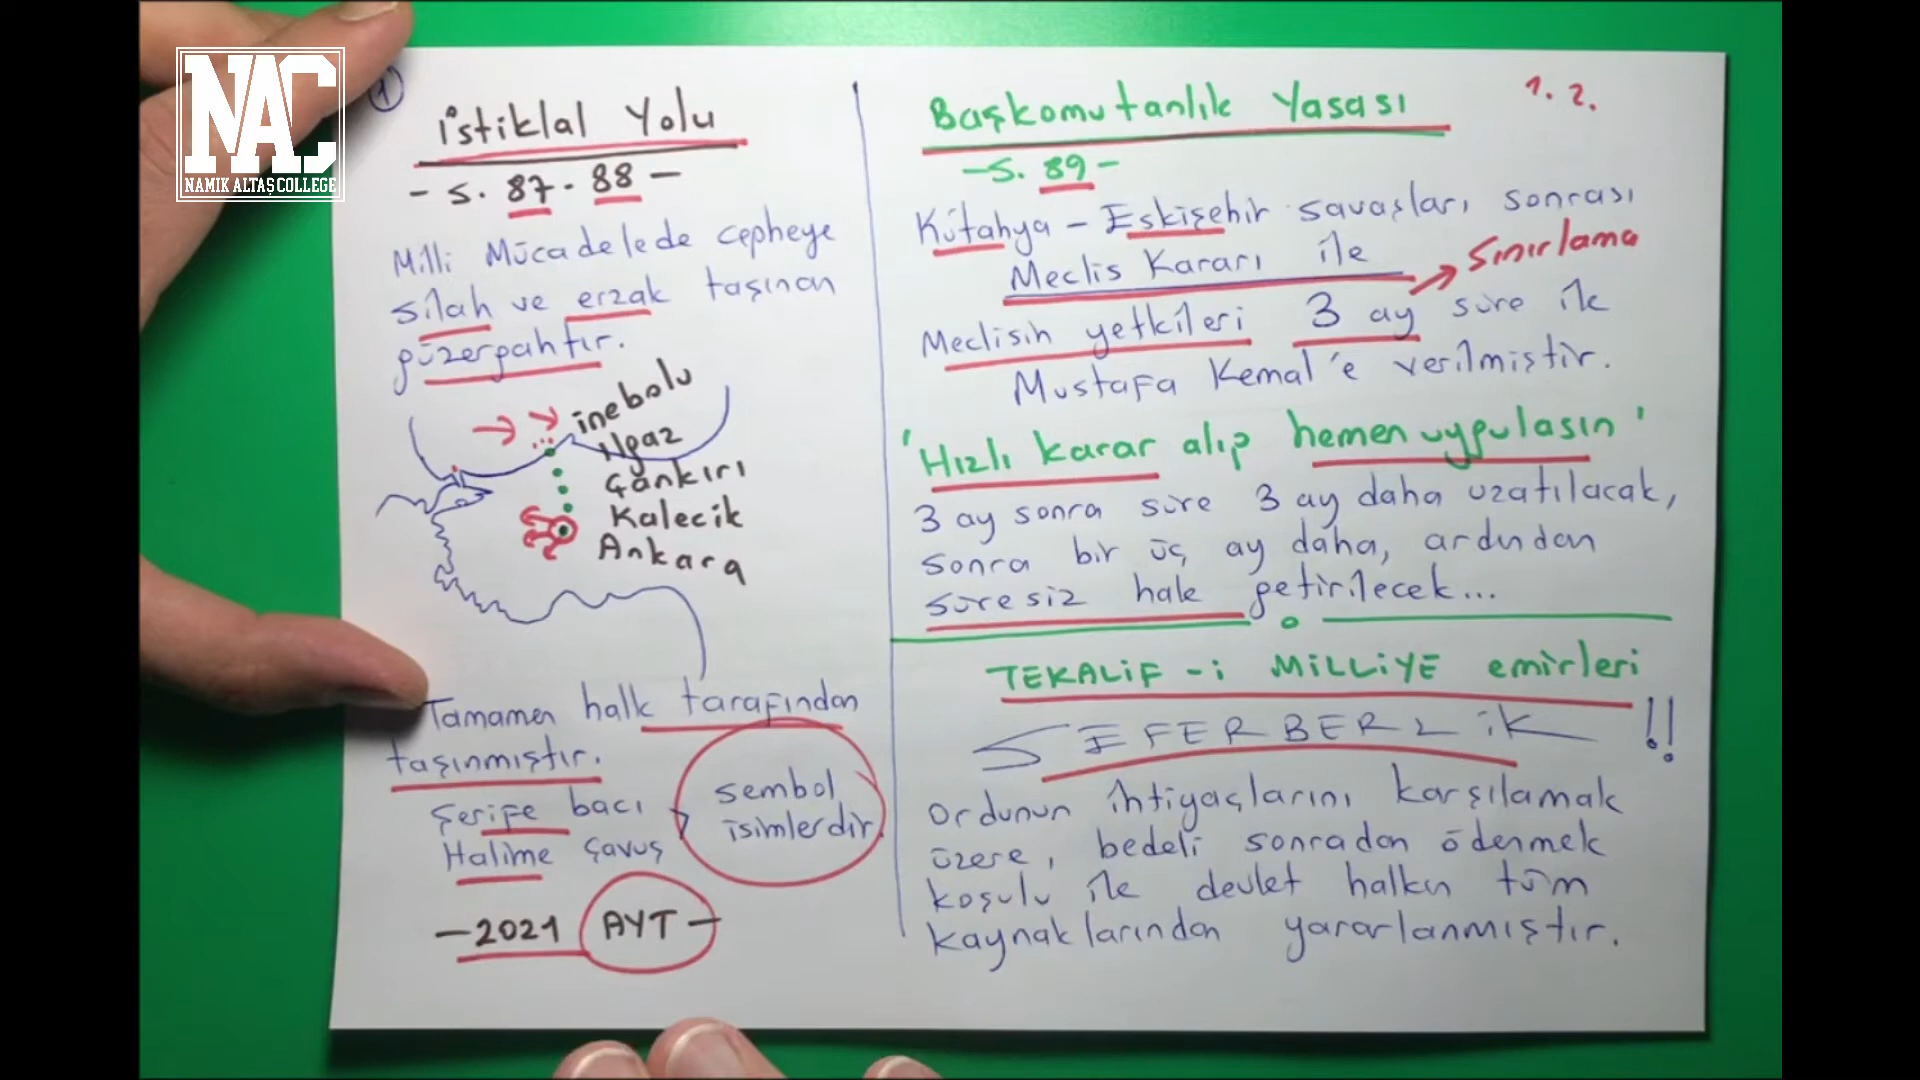 NAC
NAMIK ALTAŞ COLLEGE
1
istiklal Yolu
- s. 87 - 88 -
Milli Mücadelede cepheye
silah ve erzak taşınan
güzergahtır.
inebolu
Ilgaz
Çankırı
Kalecik
Ankara
Tamamen halk tarafından
taşınmıştır.
Şerife bacı
Halime Çavuş
sembol
isimlerdir.
- 2021 AYT -
Başkomutanlık Yasası
1. 2.
- S. 89 -
Kütahya - Eskişehir savaşları sonrası
Meclis Kararı ile
Sınırlama
Meclisin yetkileri 3 ay süre ile
Mustafa Kemal'e verilmiştir.
'Hızlı karar alıp hemen uygulasın'
3 ay sonra süre 3 ay daha uzatılacak,
sonra bir üç ay daha, ardından
süresiz hale getirilecek...
TEKALİF -i MİLLİYE emirleri
SEFERBERLiK !!
Ordunun ihtiyaçlarını karşılamak
üzere, bedeli sonradan ödenmek
koşulu ile devlet halkın tüm
kaynaklarından yararlanmıştır.